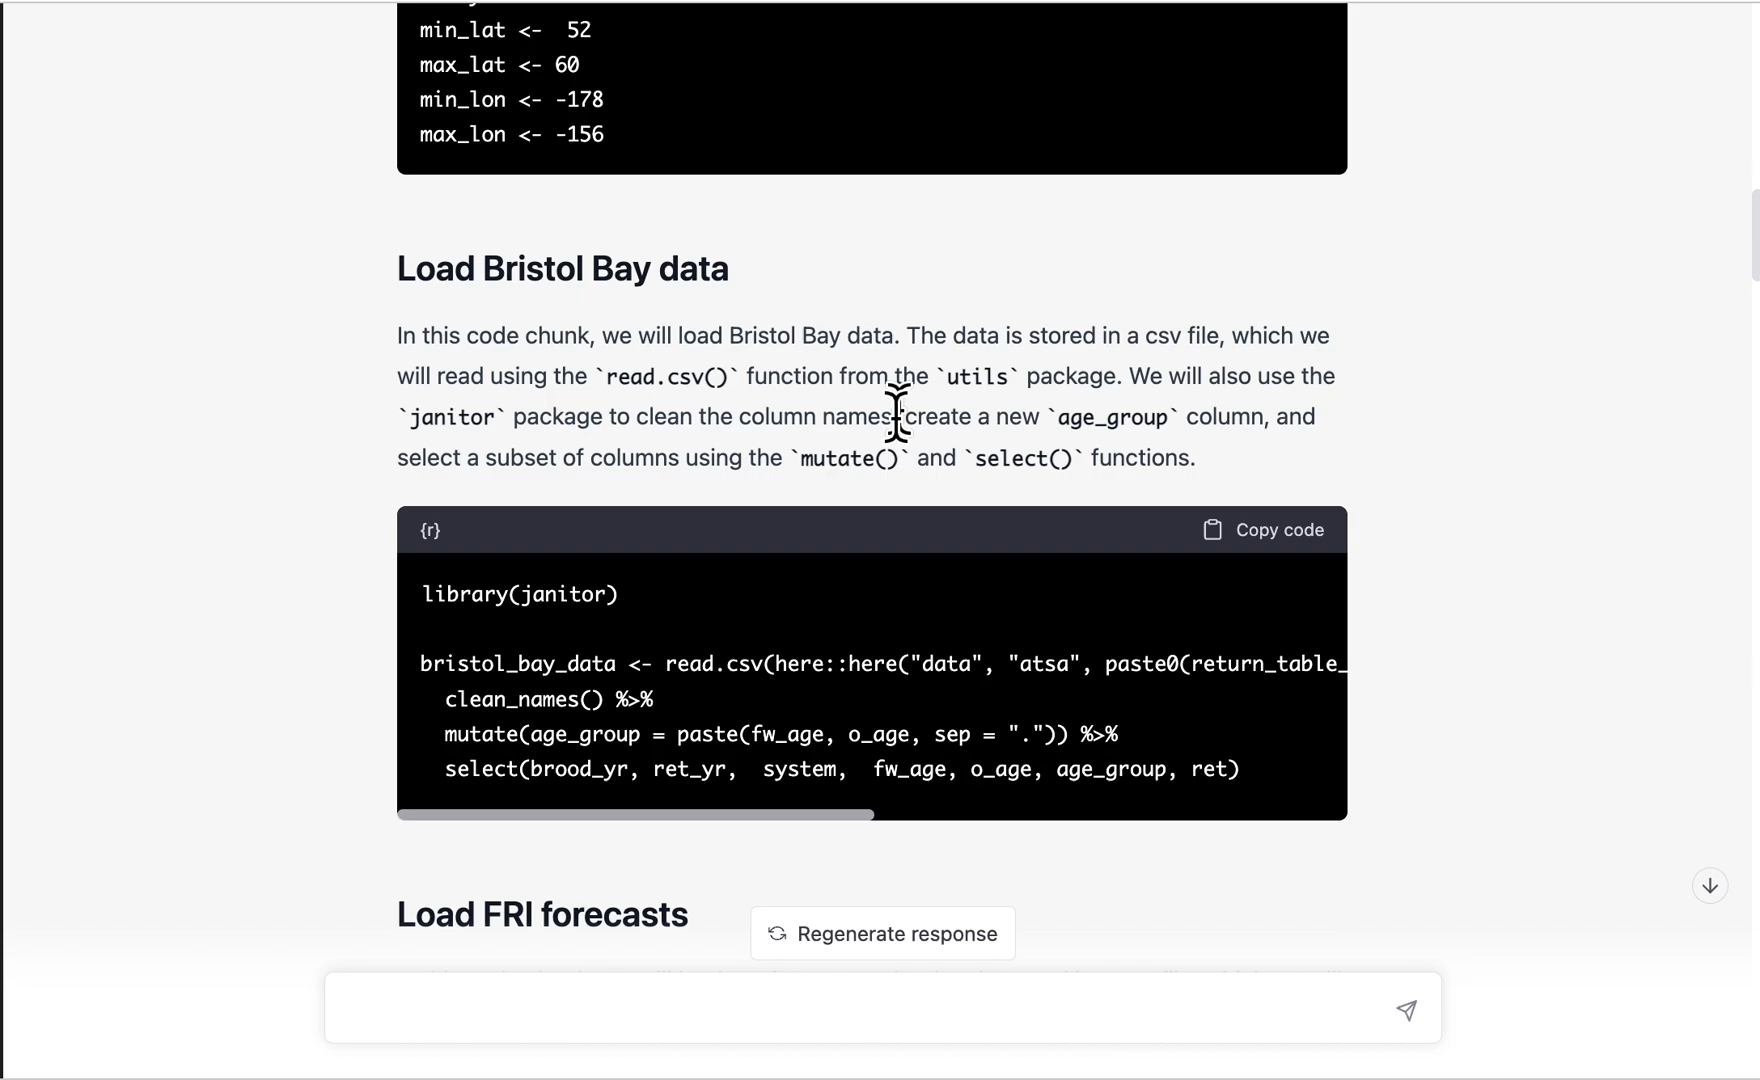 min_lat <-  52
max_lat <- 60
min_lon <- -178
max_lon <- -156
Load Bristol Bay data
In this code chunk, we will load Bristol Bay data. The data is stored in a csv file, which we
will read using the `read.csv()` function from the `utils` package. We will also use the
`janitor` package to clean the column names create a new `age_group` column, and
select a subset of columns using the `mutate()` and `select()` functions.
{r} Copy code
library(janitor)
bristol_bay_data <- read.csv(here::here("data", "atsa", paste0(return_table_
clean_names() %>%
mutate(age_group = paste(fw_age, o_age, sep = ".")) %>%
select(brood_yr, ret_yr,  system,  fw_age, o_age, age_group, ret)
Load FRI forecasts
Regenerate response